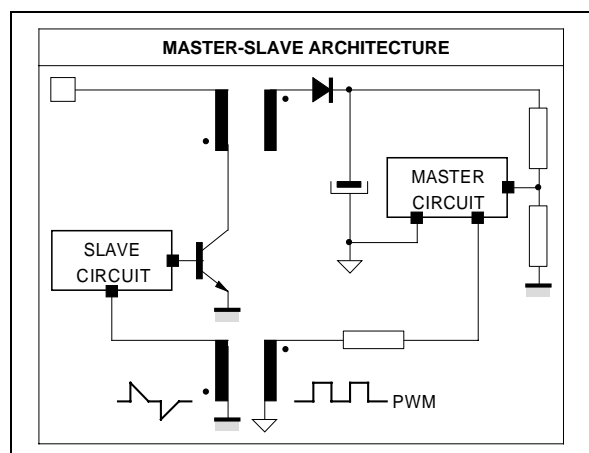 MASTER-SLAVE ARCHITECTURE
MASTER
CIRCUIT
SLAVE
CIRCUIT
PWM